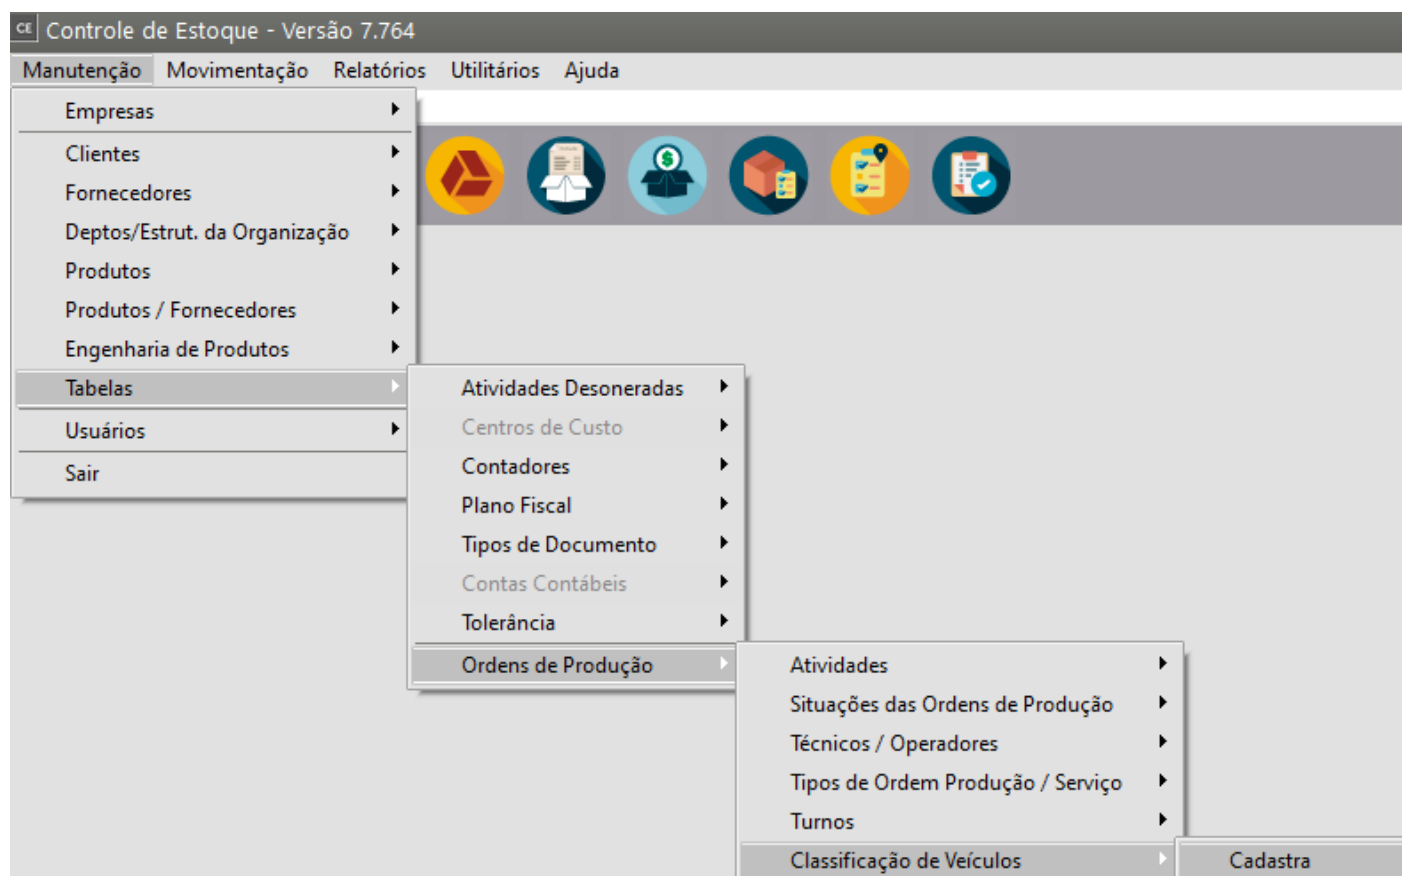 CE Controle de Estoque - Versão 7.764
Manutenção Movimentação Relatórios Utilitários Ajuda
Empresas
Clientes
Fornecedores
Deptos/Estrut. da Organização
Produtos
Produtos / Fornecedores
Engenharia de Produtos
Tabelas
Usuários
Sair
Atividades Desoneradas
Centros de Custo
Contadores
Plano Fiscal
Tipos de Documento
Contas Contábeis
Tolerância
Ordens de Produção
Atividades
Situações das Ordens de Produção
Técnicos / Operadores
Tipos de Ordem Produção / Serviço
Turnos
Classificação de Veículos
Cadastra